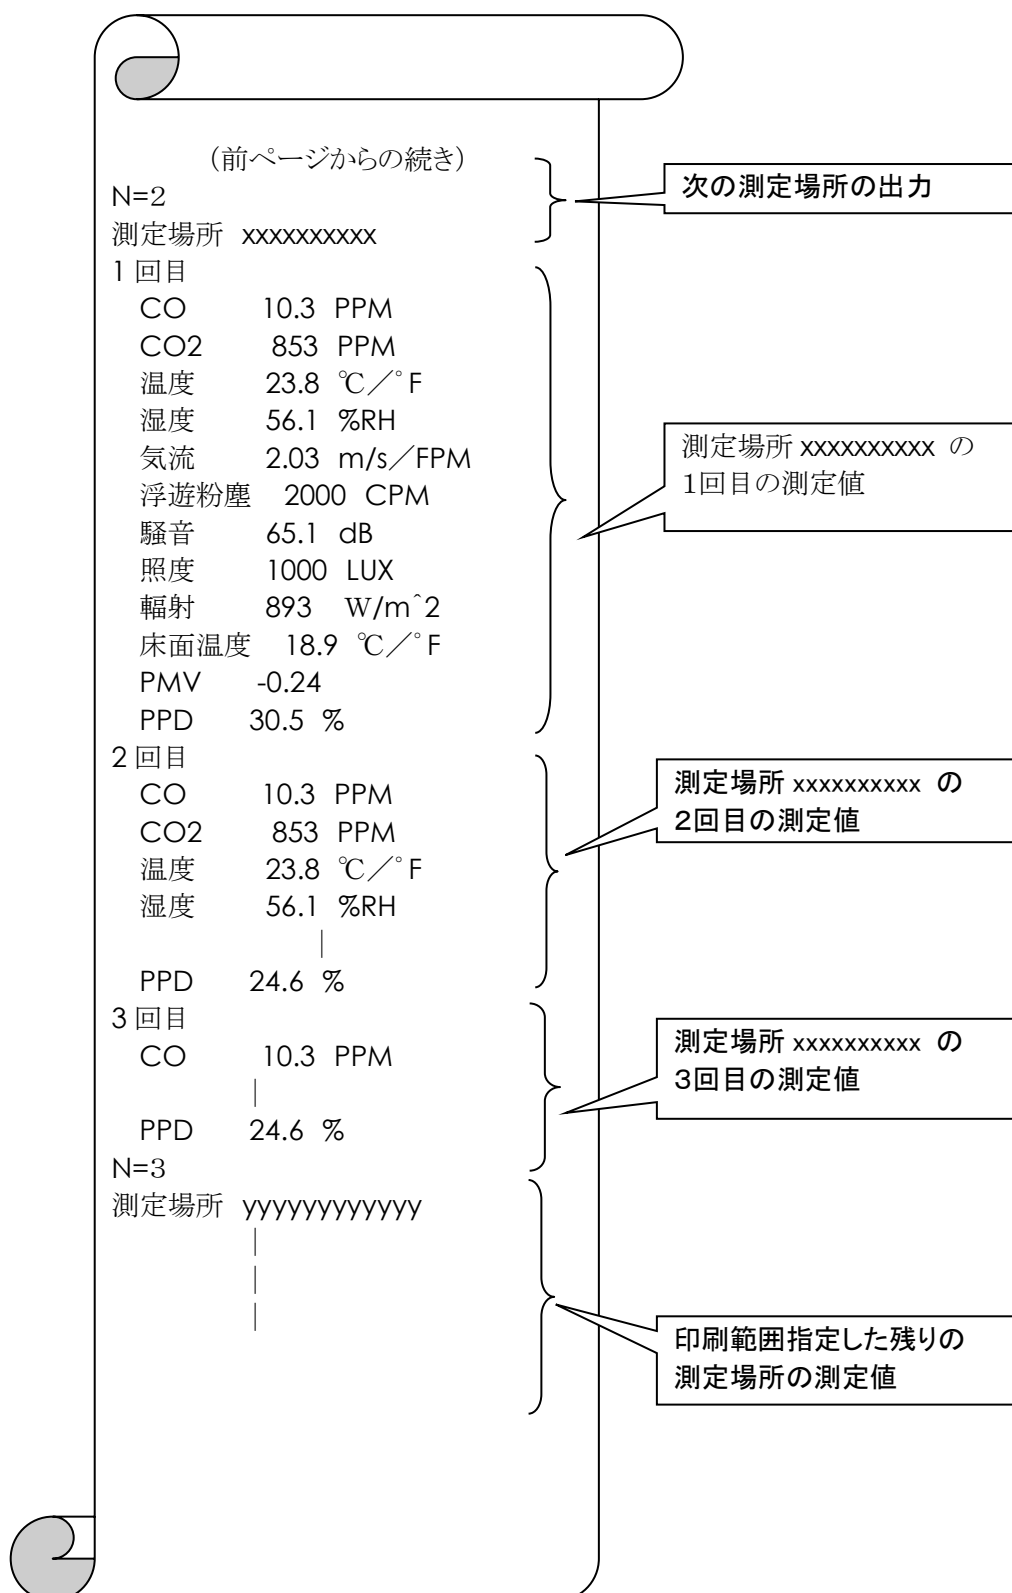 （前ページからの続き）
N=2
測定場所 xxxxxxxxxx
1 回目
CO 10.3 PPM
CO2 853 PPM
温度 23.8 ℃／°F
湿度 56.1 %RH
気流 2.03 m/s／FPM
浮遊粉塵 2000 CPM
騒音 65.1 dB
照度 1000 LUX
輻射 893 W/m^2
床面温度 18.9 ℃／°F
PMV -0.24
PPD 30.5 %
2 回目
CO 10.3 PPM
CO2 853 PPM
温度 23.8 ℃／°F
湿度 56.1 %RH
｜
PPD 24.6 %
3 回目
CO 10.3 PPM
｜
PPD 24.6 %
N=3
測定場所 yyyyyyyyyyyy
｜
｜
｜
次の測定場所の出力
測定場所 xxxxxxxxxx の
1回目の測定値
測定場所 xxxxxxxxxx の
2回目の測定値
測定場所 xxxxxxxxxx の
3回目の測定値
印刷範囲指定した残りの
測定場所の測定値